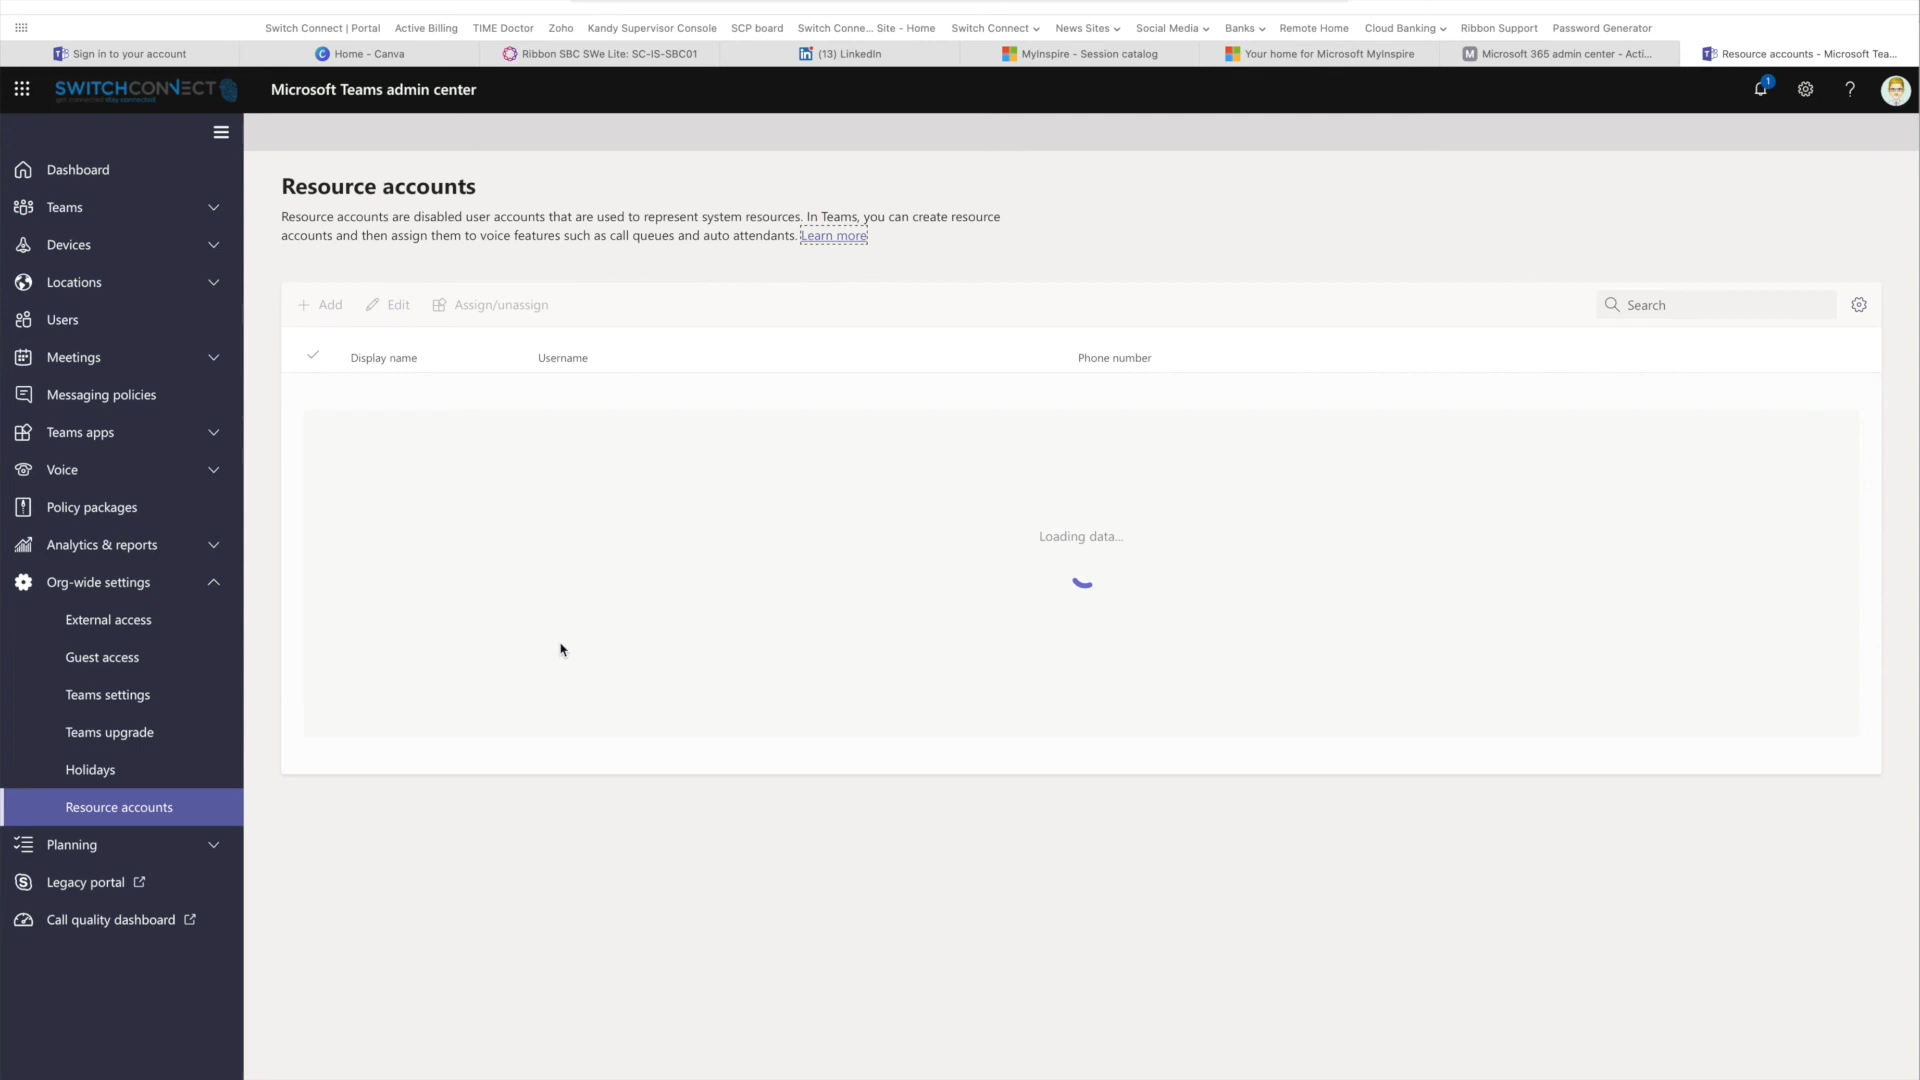 Switch Connect | Portal Active Billing TIME Doctor Zoho Kandy Supervisor Console SCP board Switch Conne... Site - Home Switch Connect News Sites Social Media Banks Remote Home Cloud Banking Ribbon Support Password Generator
Sign in to your account Home - Canva Ribbon SBC SWe Lite: SC-IS-SBC01 (13) LinkedIn MyInspire - Session catalog Your home for Microsoft MyInspire Microsoft 365 admin center - Acti... Resource accounts - Microsoft Tea...
SWITCHCONNECT
get connected stay connected
Microsoft Teams admin center
1
Dashboard
Teams
Devices
Locations
Users
Meetings
Messaging policies
Teams apps
Voice
Policy packages
Analytics & reports
Org-wide settings
External access
Guest access
Teams settings
Teams upgrade
Holidays
Resource accounts
Planning
Legacy portal
Call quality dashboard
Resource accounts
Resource accounts are disabled user accounts that are used to represent system resources. In Teams, you can create resource
accounts and then assign them to voice features such as call queues and auto attendants. Learn more
Add Edit Assign/unassign Search
Display name Username Phone number
Loading data...